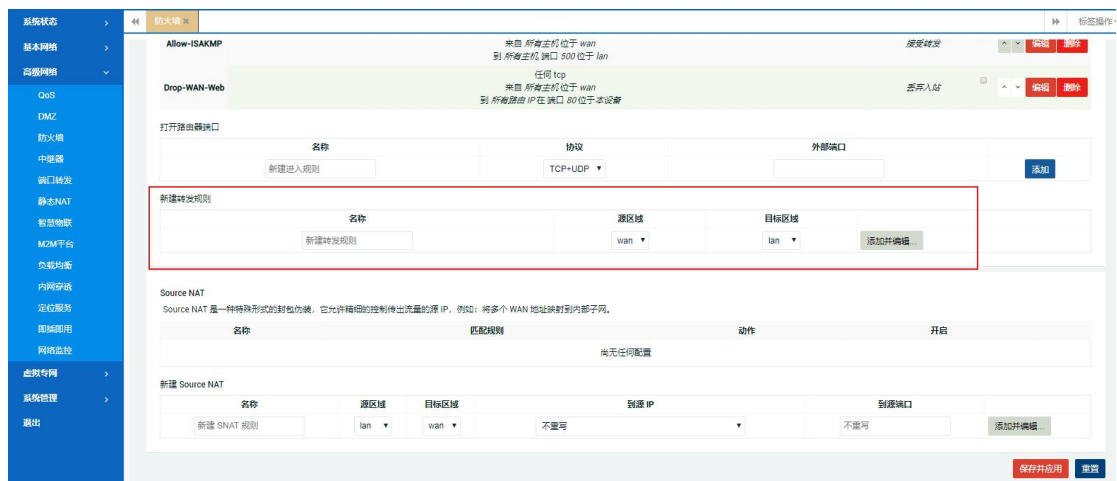 系统状态
基本网络
高级网络
QoS
DMZ
防火墙
中继器
端口转发
静态NAT
智慧物联
M2M平台
负载均衡
内网穿透
定位服务
即插即用
网络监控
虚拟专网
系统管理
退出
防火墙 标签操作
Allow-ISAKMP 来自 所有主机 位于 wan 接受转发 编辑 删除
到 所有主机, 端口 500 位于 lan
任何 tcp
Drop-WAN-Web 来自 所有主机 位于 wan 丢弃入站 编辑 删除
到 所有路由 IP 在 端口 80 位于 本设备
打开路由器端口
名称 协议 外部端口
新建进入规则 TCP+UDP 添加
新建转发规则
名称 源区域 目标区域
新建转发规则 wan lan 添加并编辑...
Source NAT
Source NAT 是一种特殊形式的封包伪装，它允许精细的控制传出流量的源 IP，例如：将多个 WAN 地址映射到内部子网。
名称 匹配规则 动作 开启
尚无任何配置
新建 Source NAT
名称 源区域 目标区域 到源 IP 到源端口
新建 SNAT 规则 lan wan 不重写 不重写 添加并编辑...
保存并应用 重置